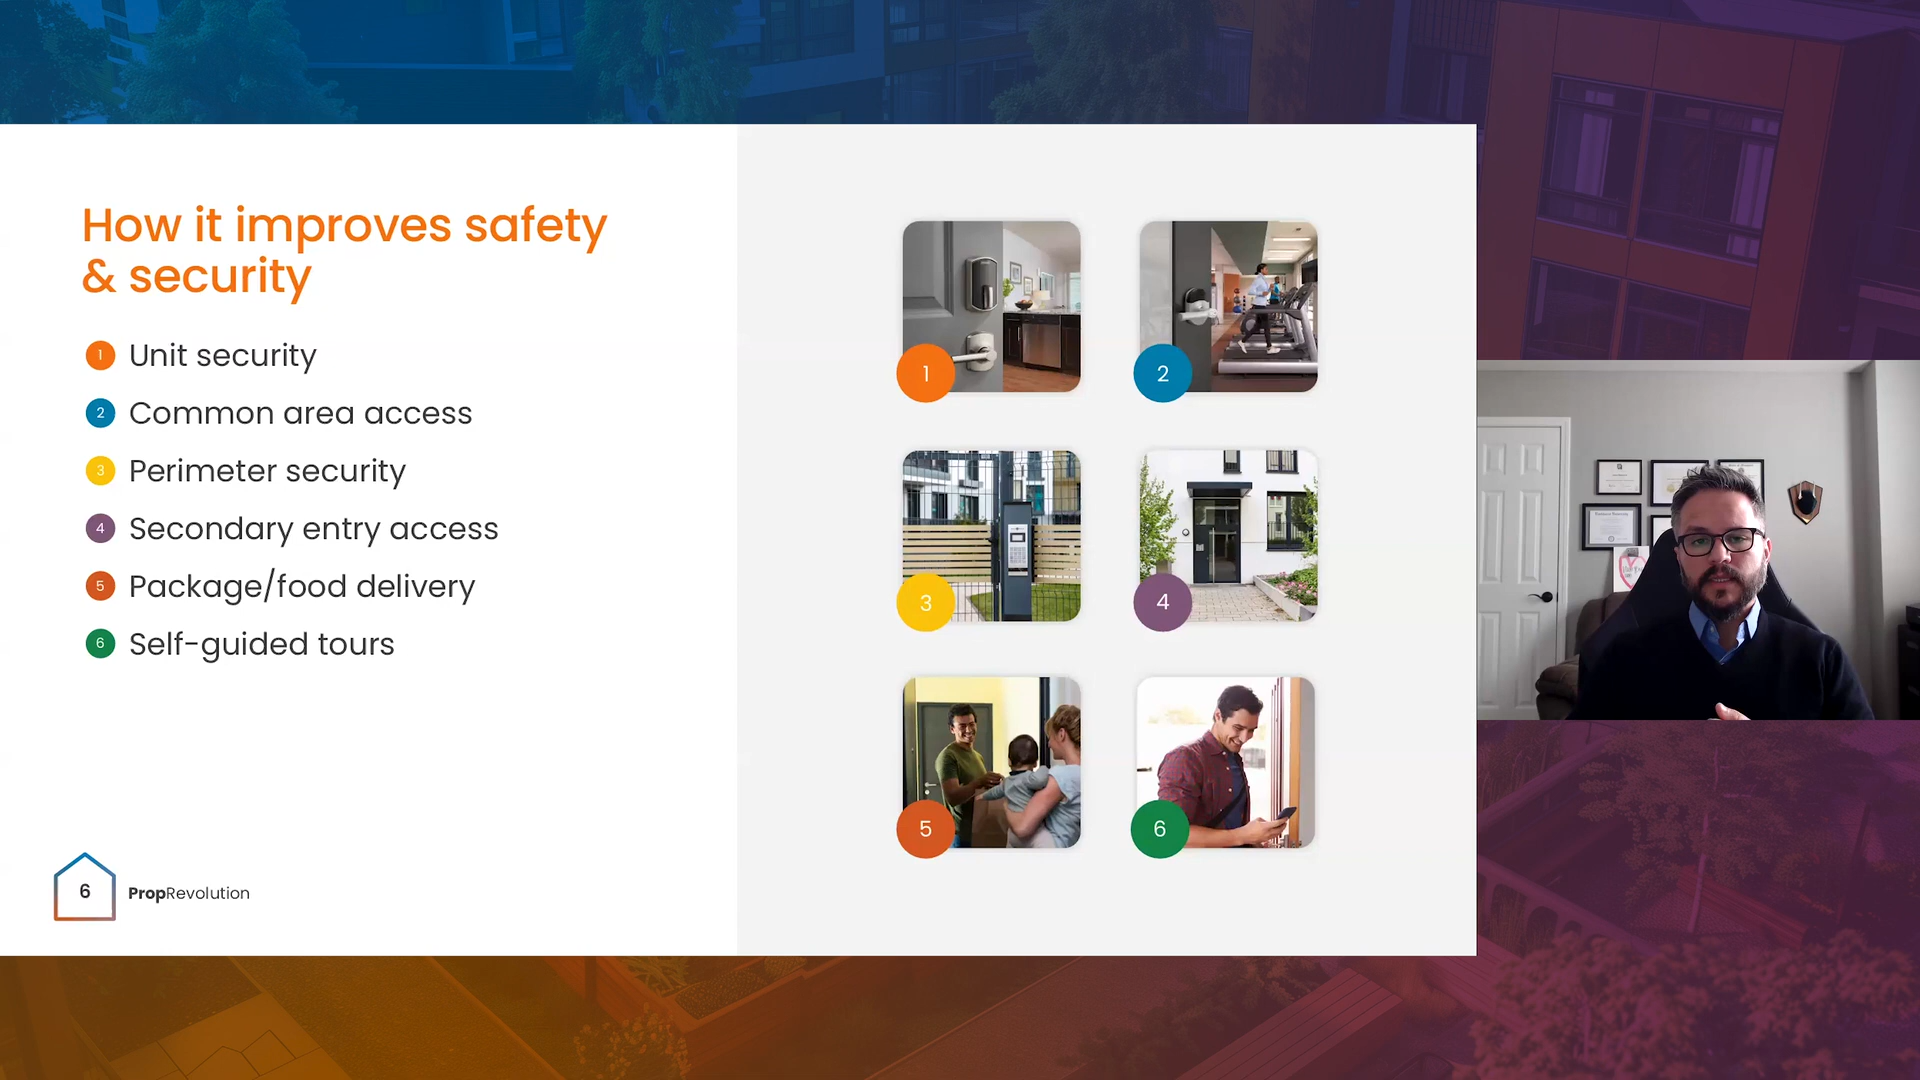 How it improves safety
& security
1 Unit security
2 Common area access
3 Perimeter security
4 Secondary entry access
5 Package/food delivery
6 Self-guided tours
1
2
3
4
5
6
6 PropRevolution